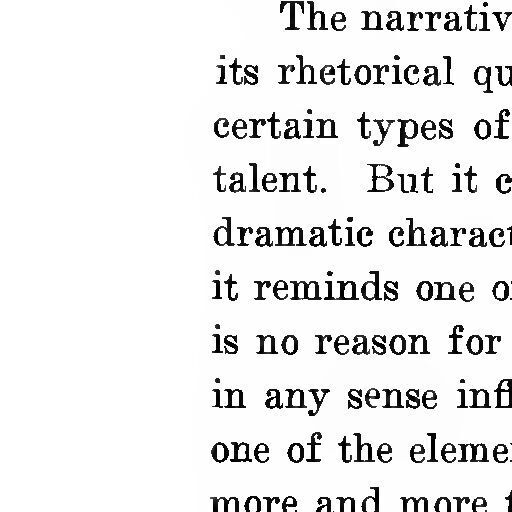 The narrativ
its rhetorical qu
certain types of
talent. But it c
dramatic charact
it reminds one o
is no reason for
in any sense infl
one of the eleme
more and more